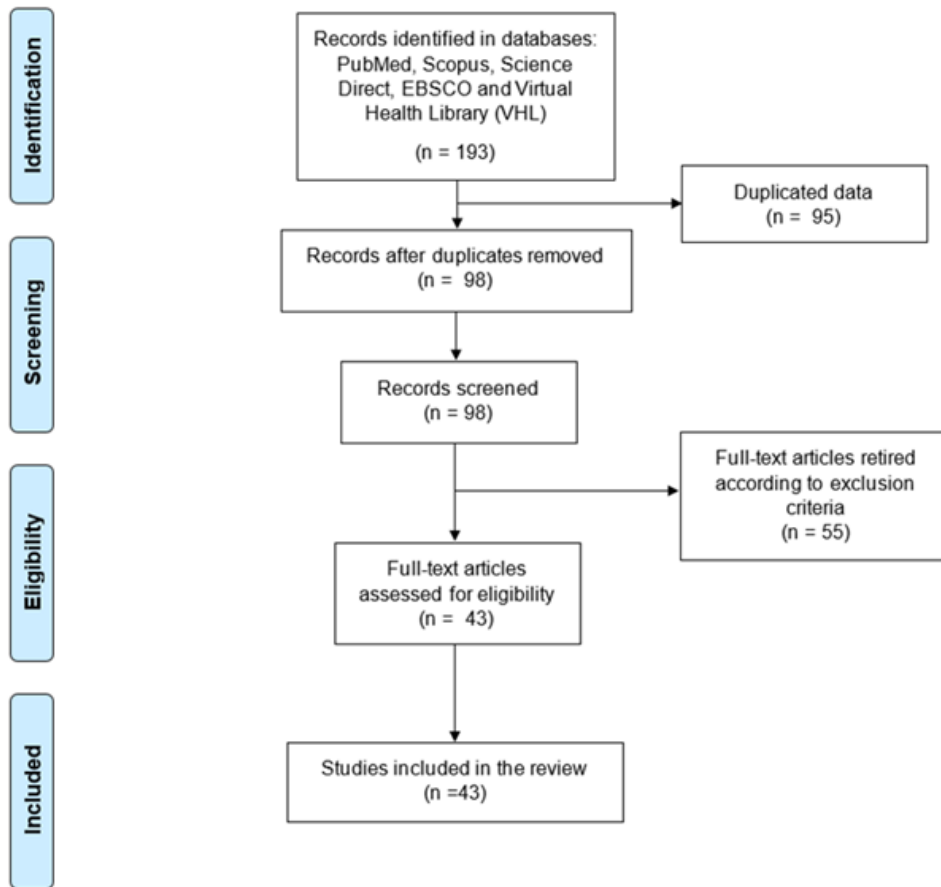 Identification
Records identified in databases:
PubMed, Scopus, Science
Direct, EBSCO and Virtual
Health Library (VHL)
(n = 193)
Duplicated data
(n = 95)
Screening
Records after duplicates removed
(n = 98)
Records screened
(n = 98)
Full-text articles retired
according to exclusion
criteria
(n = 55)
Eligibility
Full-text articles
assessed for eligibility
(n = 43)
Included
Studies included in the review
(n =43)